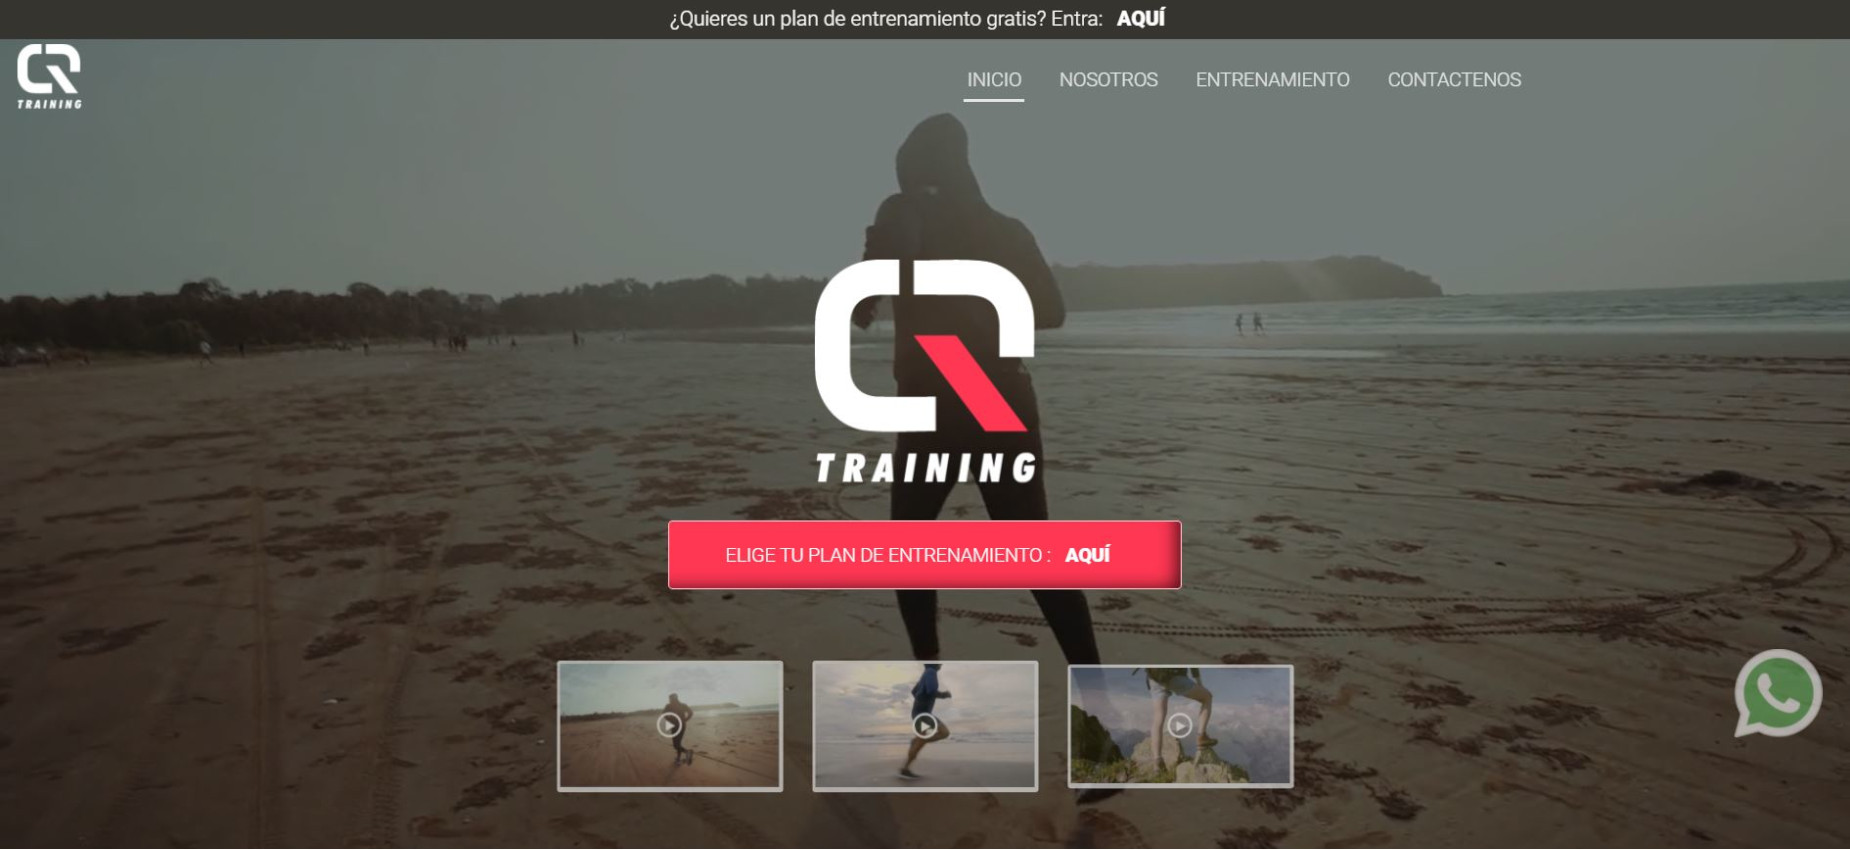 ¿Quieres un plan de entrenamiento gratis? Entra: AQUÍ
TRAINING
INICIO NOSOTROS ENTRENAMIENTO CONTACTENOS
TRAINING
ELIGE TU PLAN DE ENTRENAMIENTO : AQUÍ